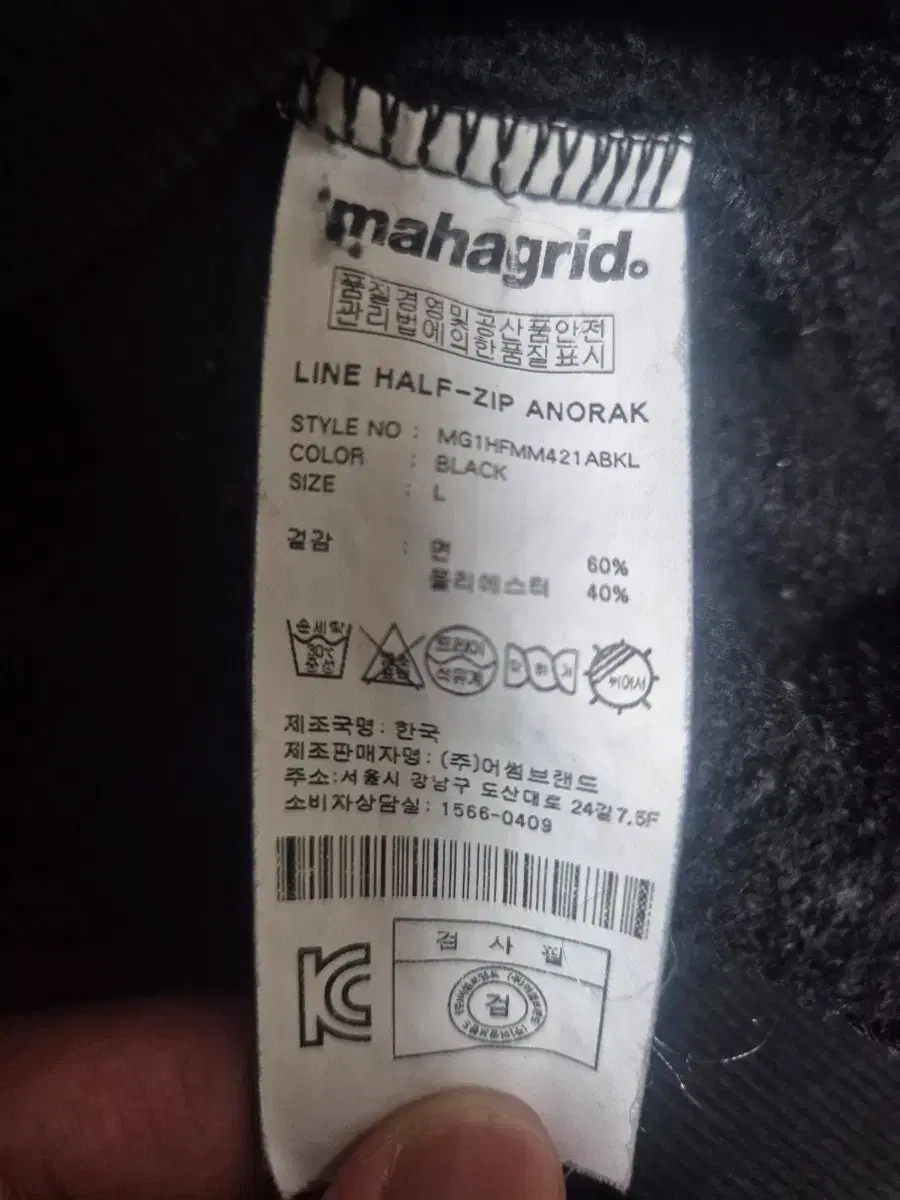 mahagrid.
품질경영및공산품안전
관리법에의한품질표시
LINE HALF-ZIP ANORAK
STYLE NO : MG1HFMM421ABKL
COLOR : BLACK
SIZE : L
겉감 : 면 60%
폴리에스터 40%
손세탁
30℃
중성
드라이
석유계
뉘어서
제조국명: 한국
제조판매자명: (주)어썸브랜드
주소:서울시 강남구 도산대로 24길7,5F
소비자상담실: 1566-0409
검사필
검